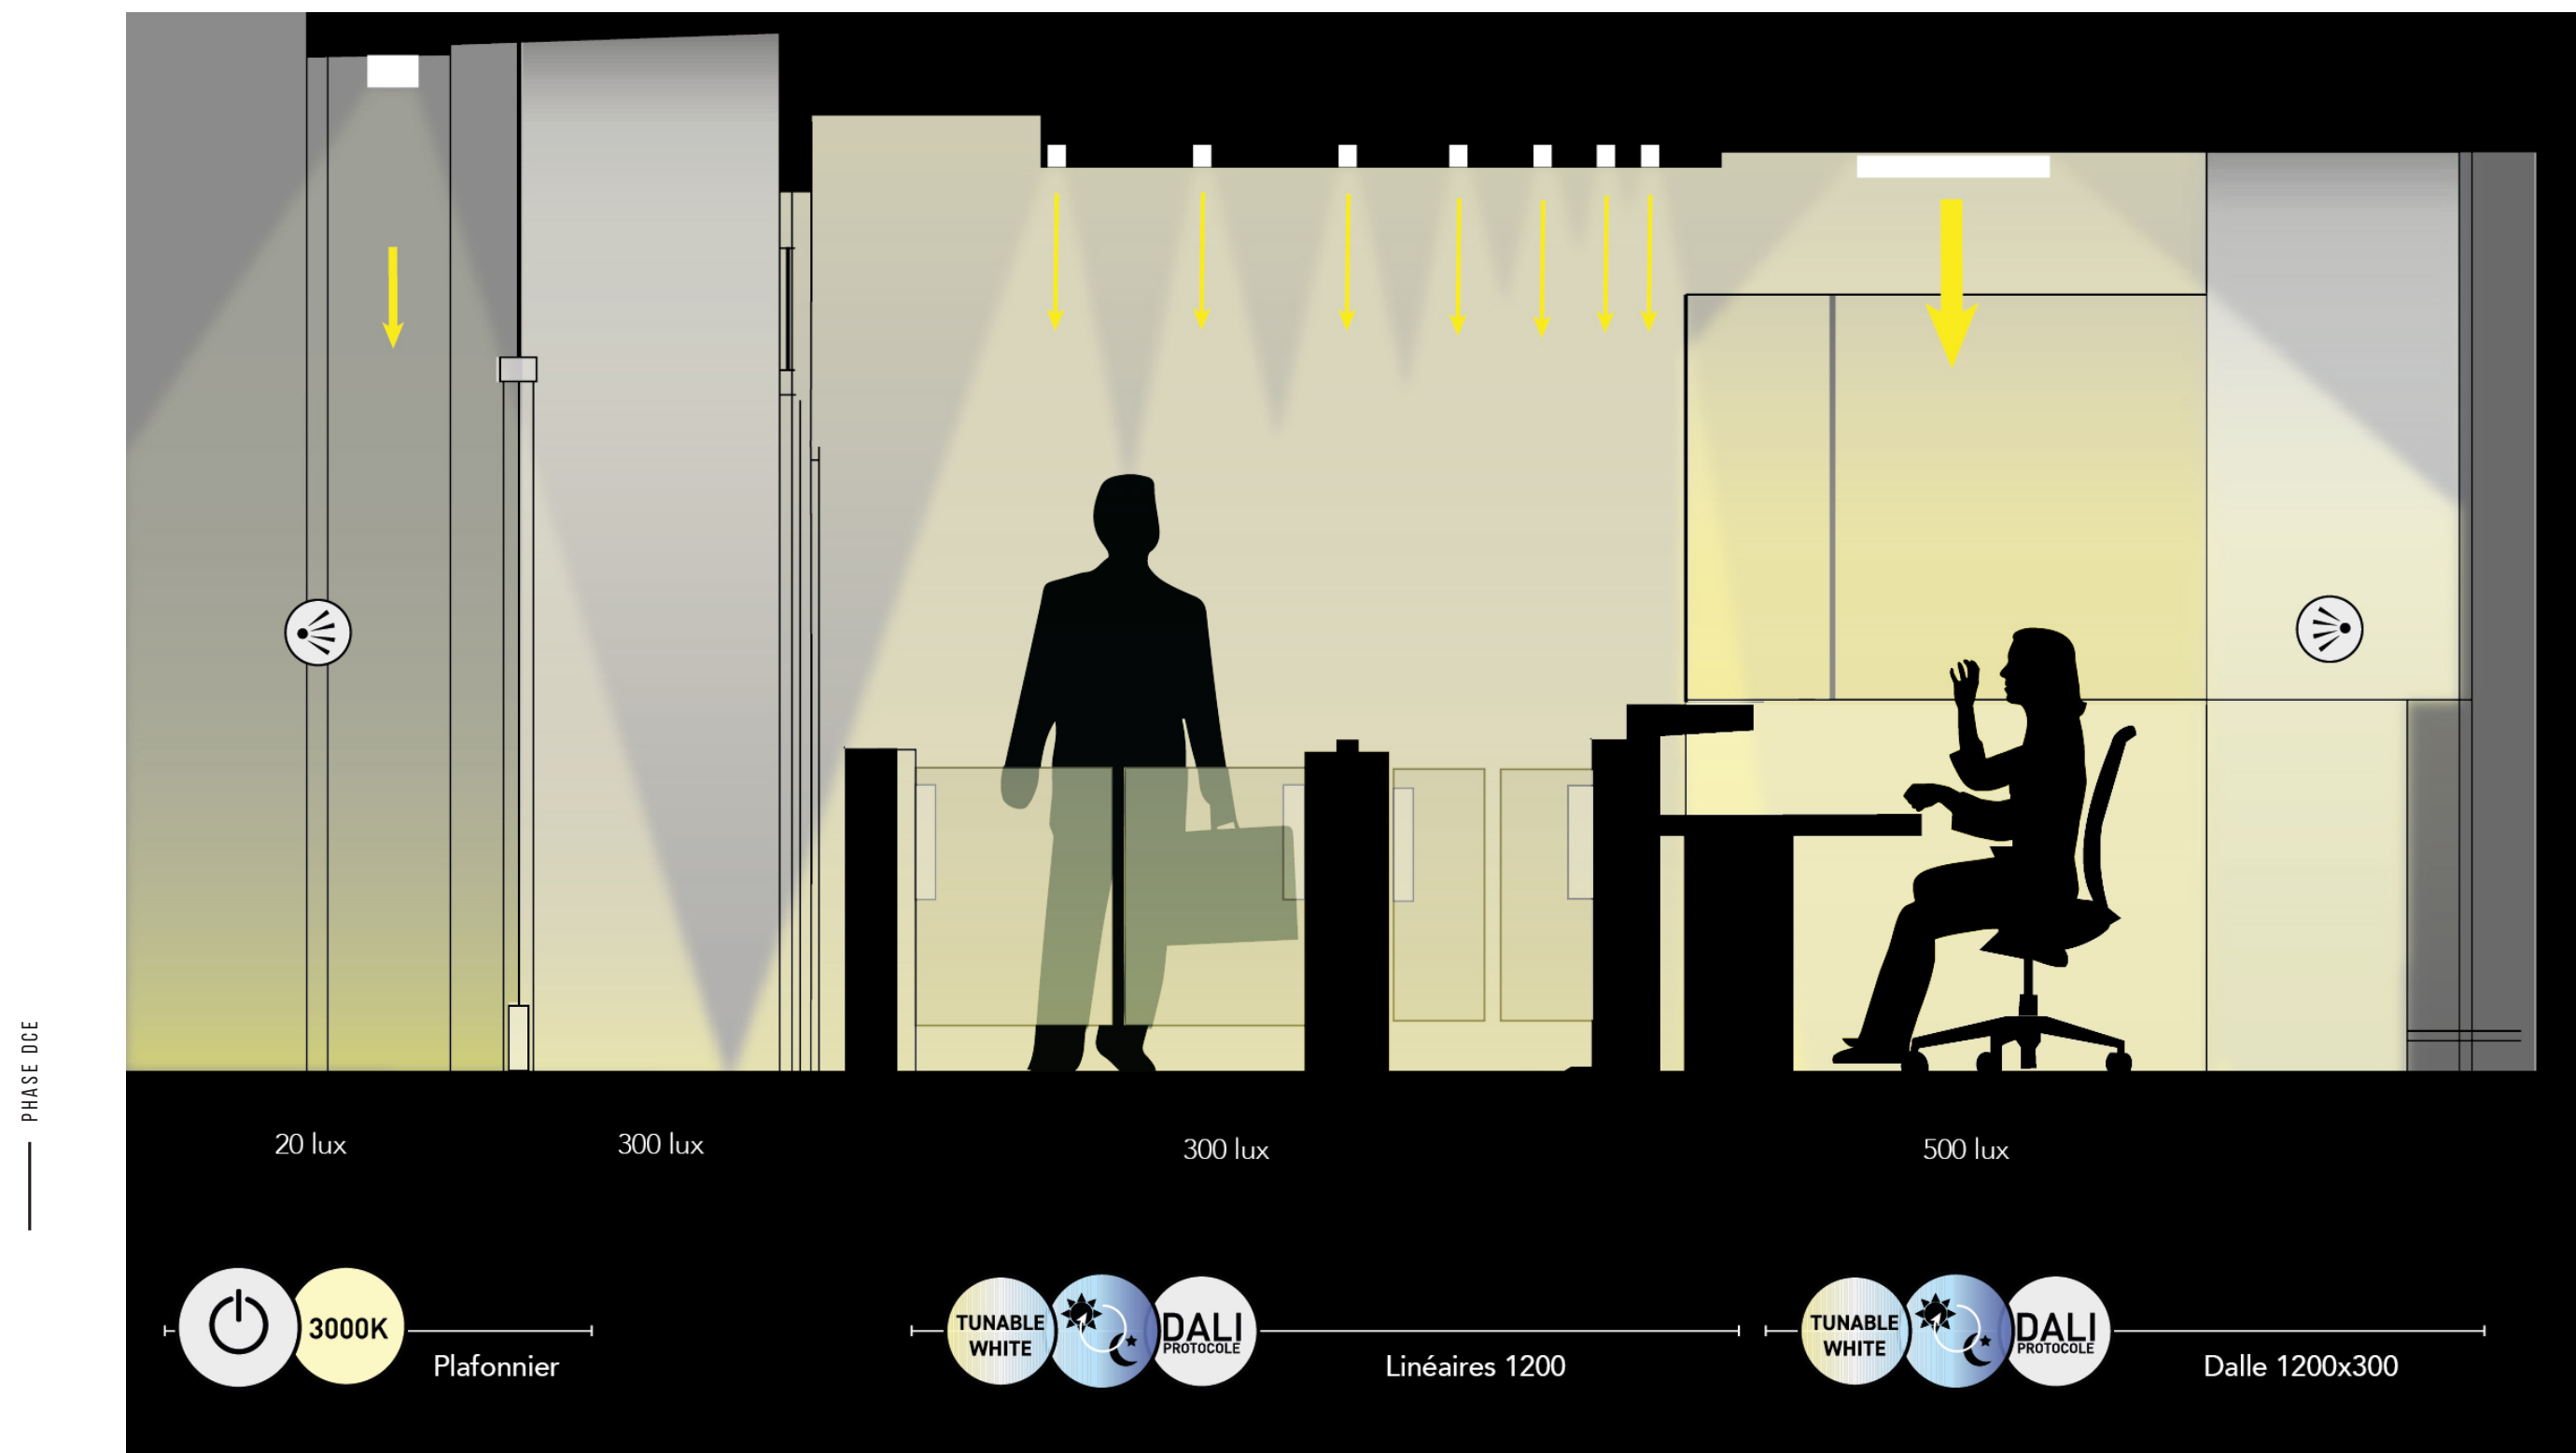 PHASE DCE
20 lux
300 lux
300 lux
500 lux
3000K
Plafonnier
TUNABLE
WHITE
DALI
PROTOCOLE
Linéaires 1200
TUNABLE
WHITE
DALI
PROTOCOLE
Dalle 1200x300